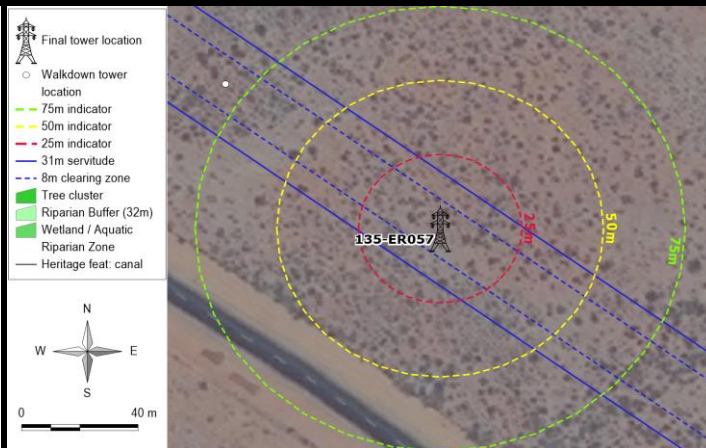 Final tower location
Walkdown tower
location
75m indicator
50m indicator
25m indicator
31m servitude
8m clearing zone
Tree cluster
Riparian Buffer (32m)
Wetland / Aquatic
Riparian Zone
Heritage feat: canal
N
W E
S
0 40 m
135-ER057
25m
50m
75m